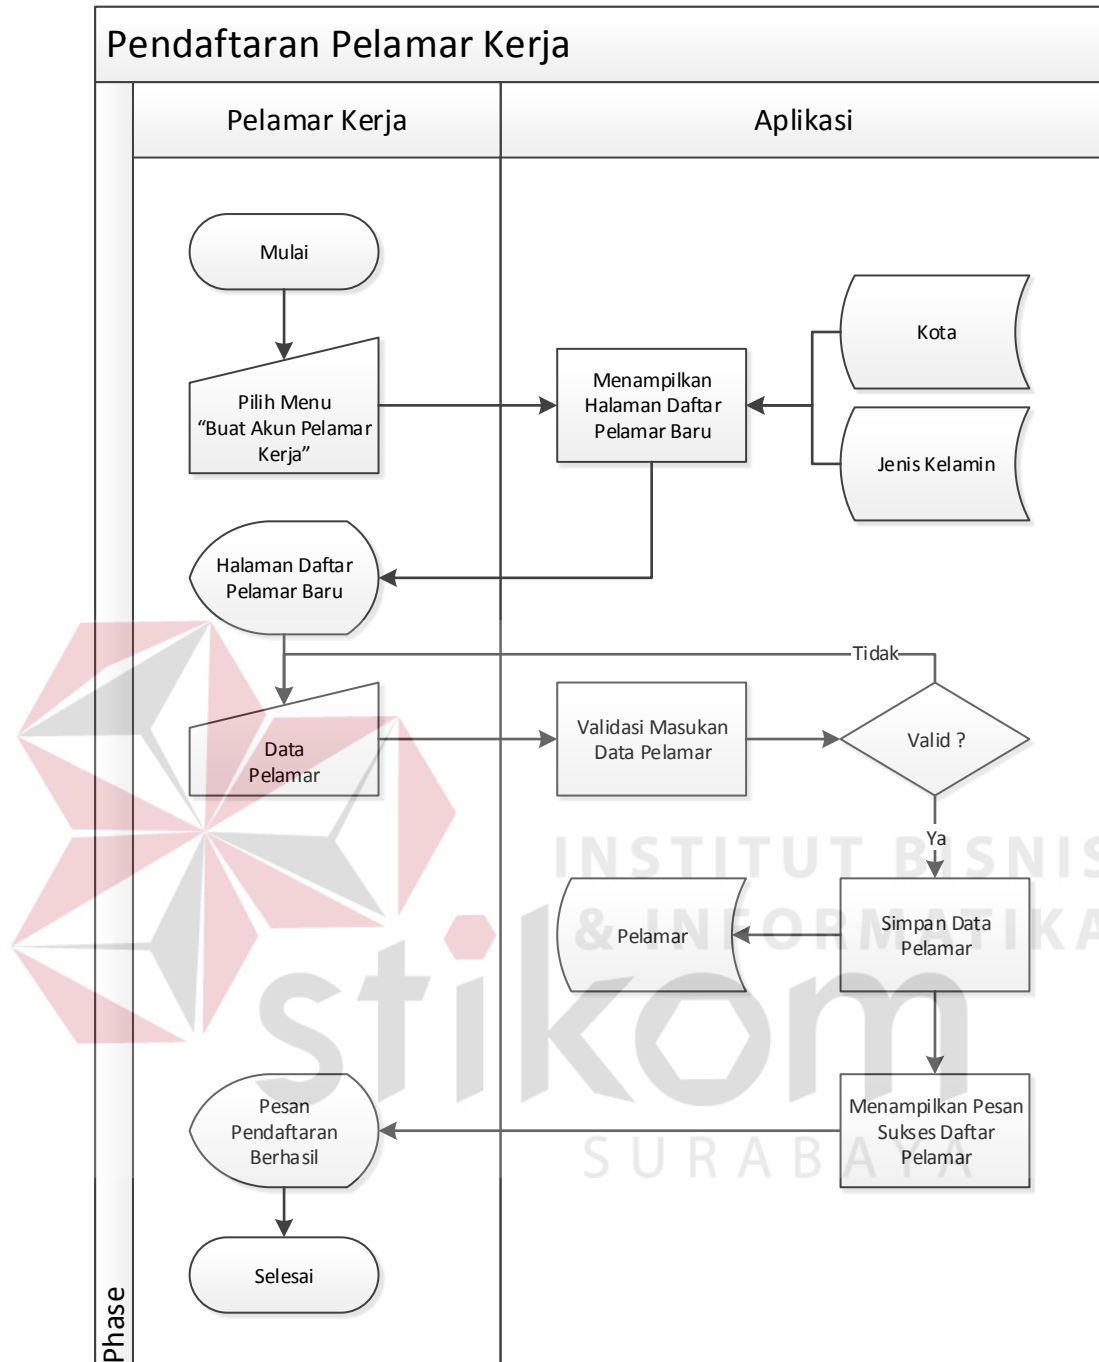 Pendaftaran Pelamar Kerja
Pelamar Kerja
Aplikasi
Mulai
Pilih Menu
“Buat Akun Pelamar
Kerja”
Menampilkan
Halaman Daftar
Pelamar Baru
Kota
Jenis Kelamin
Halaman Daftar
Pelamar Baru
Tidak
Data
Pelamar
Validasi Masukan
Data Pelamar
Valid ?
Ya
INSTITUT BISNIS
& INFORMATIKA
Pelamar
Simpan Data
Pelamar
stikom
SURABAYA
Pesan
Pendaftaran
Berhasil
Menampilkan Pesan
Sukses Daftar
Pelamar
Selesai
Phase